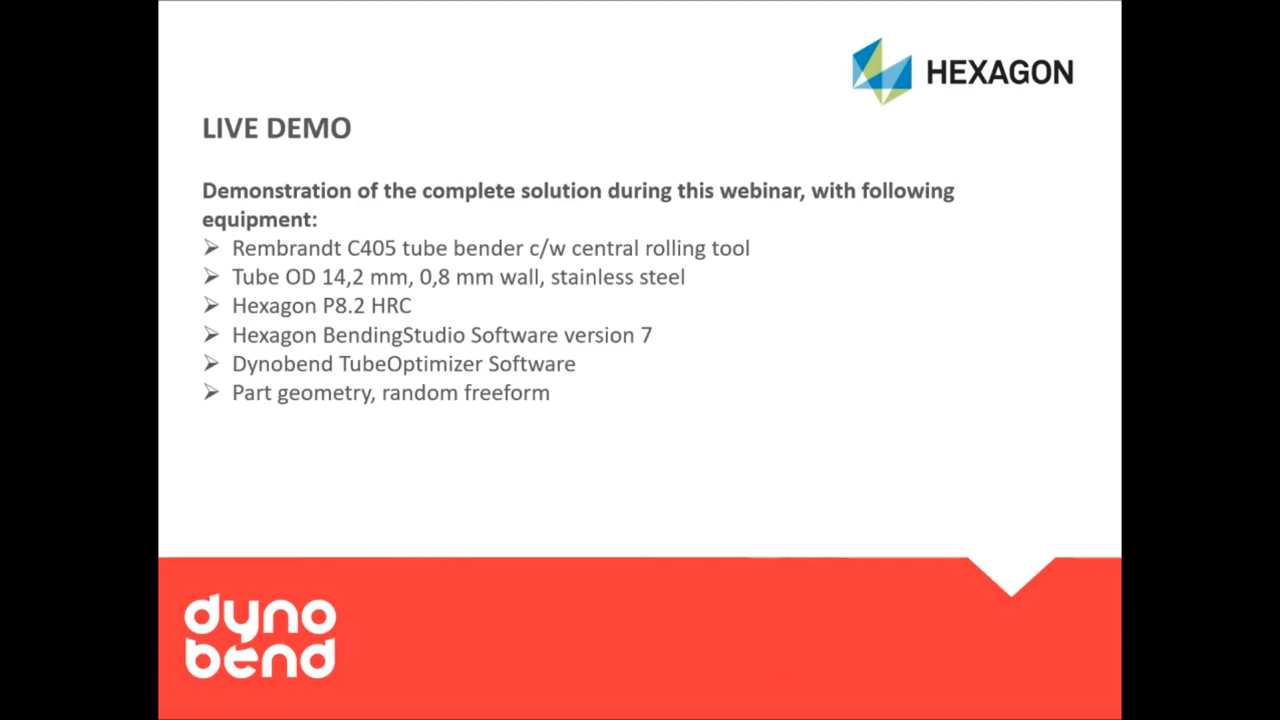 HEXAGON
LIVE DEMO
Demonstration of the complete solution during this webinar, with following
equipment:
➢ Rembrandt C405 tube bender c/w central rolling tool
➢ Tube OD 14,2 mm, 0,8 mm wall, stainless steel
➢ Hexagon P8.2 HRC
➢ Hexagon BendingStudio Software version 7
➢ Dynobend TubeOptimizer Software
➢ Part geometry, random freeform
dyno
bend